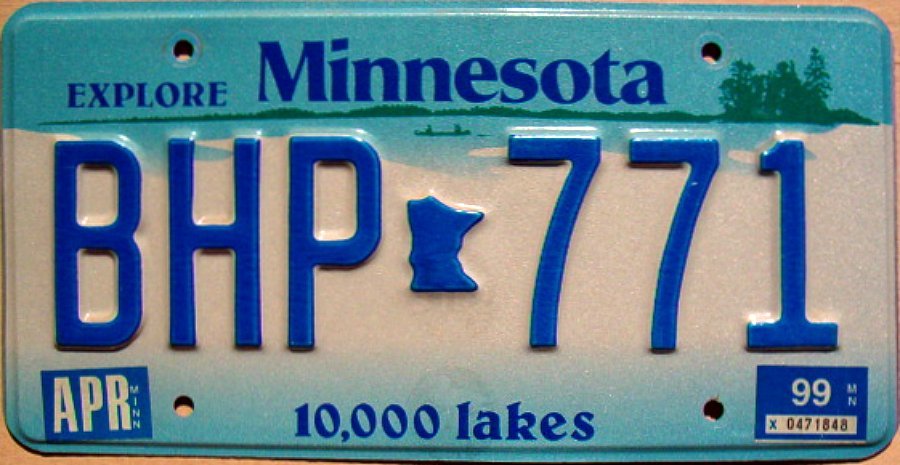 EXPLORE Minnesota
BHP 771
APR MINN
10,000 lakes
99 MN
X 0471848